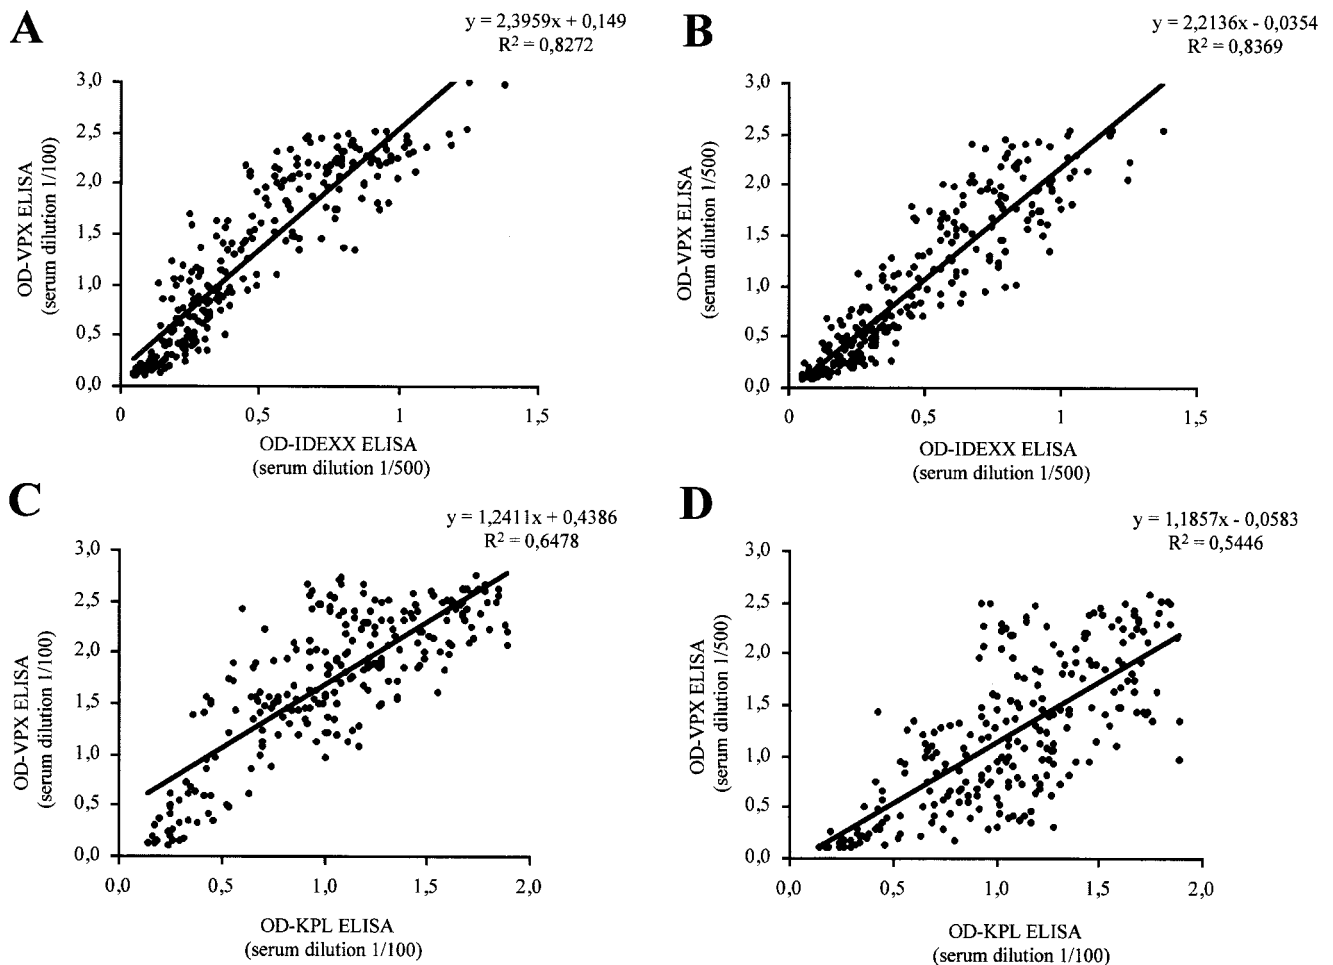 A
y = 2,3959x + 0,149
R² = 0,8272
3,0
2,5
2,0
1,5
1,0
0,5
0,0
OD-VPX ELISA
(serum dilution 1/100)
0
0,5
1
1,5
OD-IDEXX ELISA
(serum dilution 1/500)
B
y = 2,2136x - 0,0354
R² = 0,8369
3,0
2,5
2,0
1,5
1,0
0,5
0,0
OD-VPX ELISA
(serum dilution 1/500)
0
0,5
1
1,5
OD-IDEXX ELISA
(serum dilution 1/500)
C
y = 1,2411x + 0,4386
R² = 0,6478
3,0
2,5
2,0
1,5
1,0
0,5
0,0
OD-VPX ELISA
(serum dilution 1/100)
0,0
0,5
1,0
1,5
2,0
OD-KPL ELISA
(serum dilution 1/100)
D
y = 1,1857x - 0,0583
R² = 0,5446
3,0
2,5
2,0
1,5
1,0
0,5
0,0
OD-VPX ELISA
(serum dilution 1/500)
0,0
0,5
1,0
1,5
2,0
OD-KPL ELISA
(serum dilution 1/100)